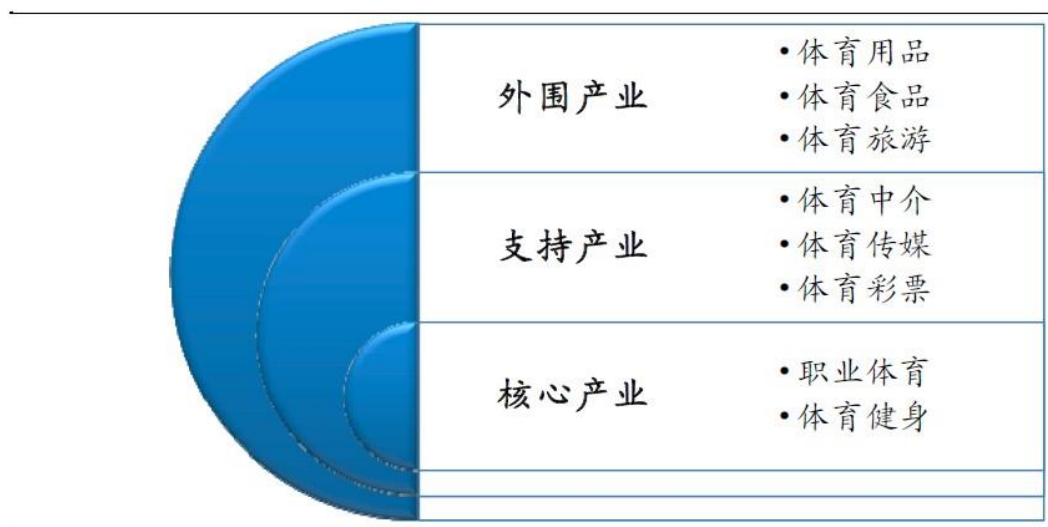 外围产业
•体育用品
•体育食品
•体育旅游
支持产业
•体育中介
•体育传媒
•体育彩票
核心产业
•职业体育
•体育健身